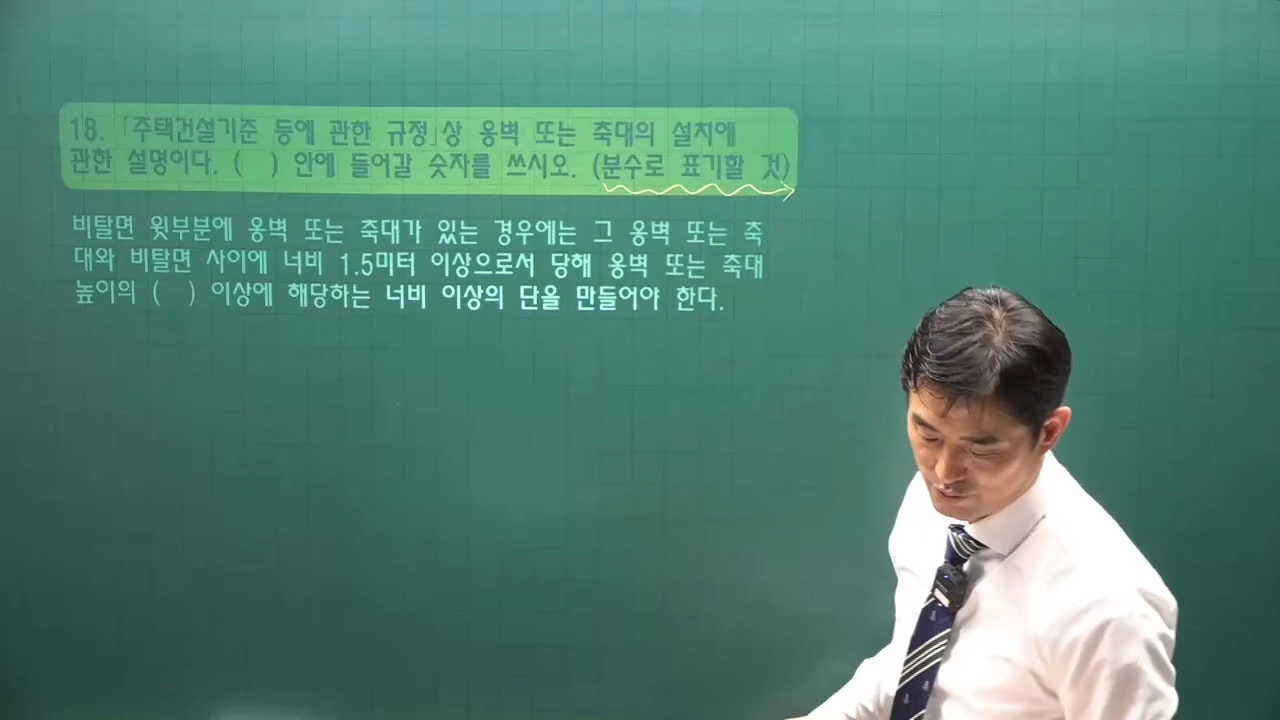 18. 「주택건설기준 등에 관한 규정」상 옹벽 또는 축대의 설치에
관한 설명이다. (  ) 안에 들어갈 숫자를 쓰시오. (분수로 표기할 것)
비탈면 윗부분에 옹벽 또는 축대가 있는 경우에는 그 옹벽 또는 축
대와 비탈면 사이에 너비 1.5미터 이상으로서 당해 옹벽 또는 축대
높이의 (  ) 이상에 해당하는 너비 이상의 단을 만들어야 한다.